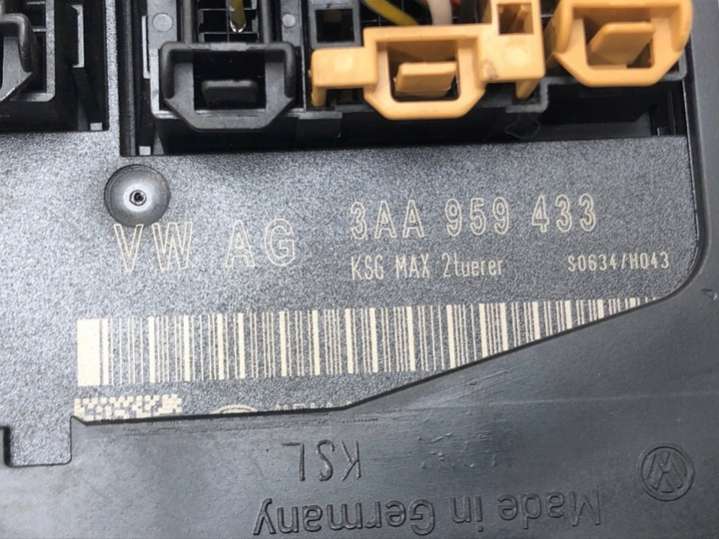 VW AG 3AA 959 433
KSG MAX 2tuerer S0634/H043
KSL
Made in Germany